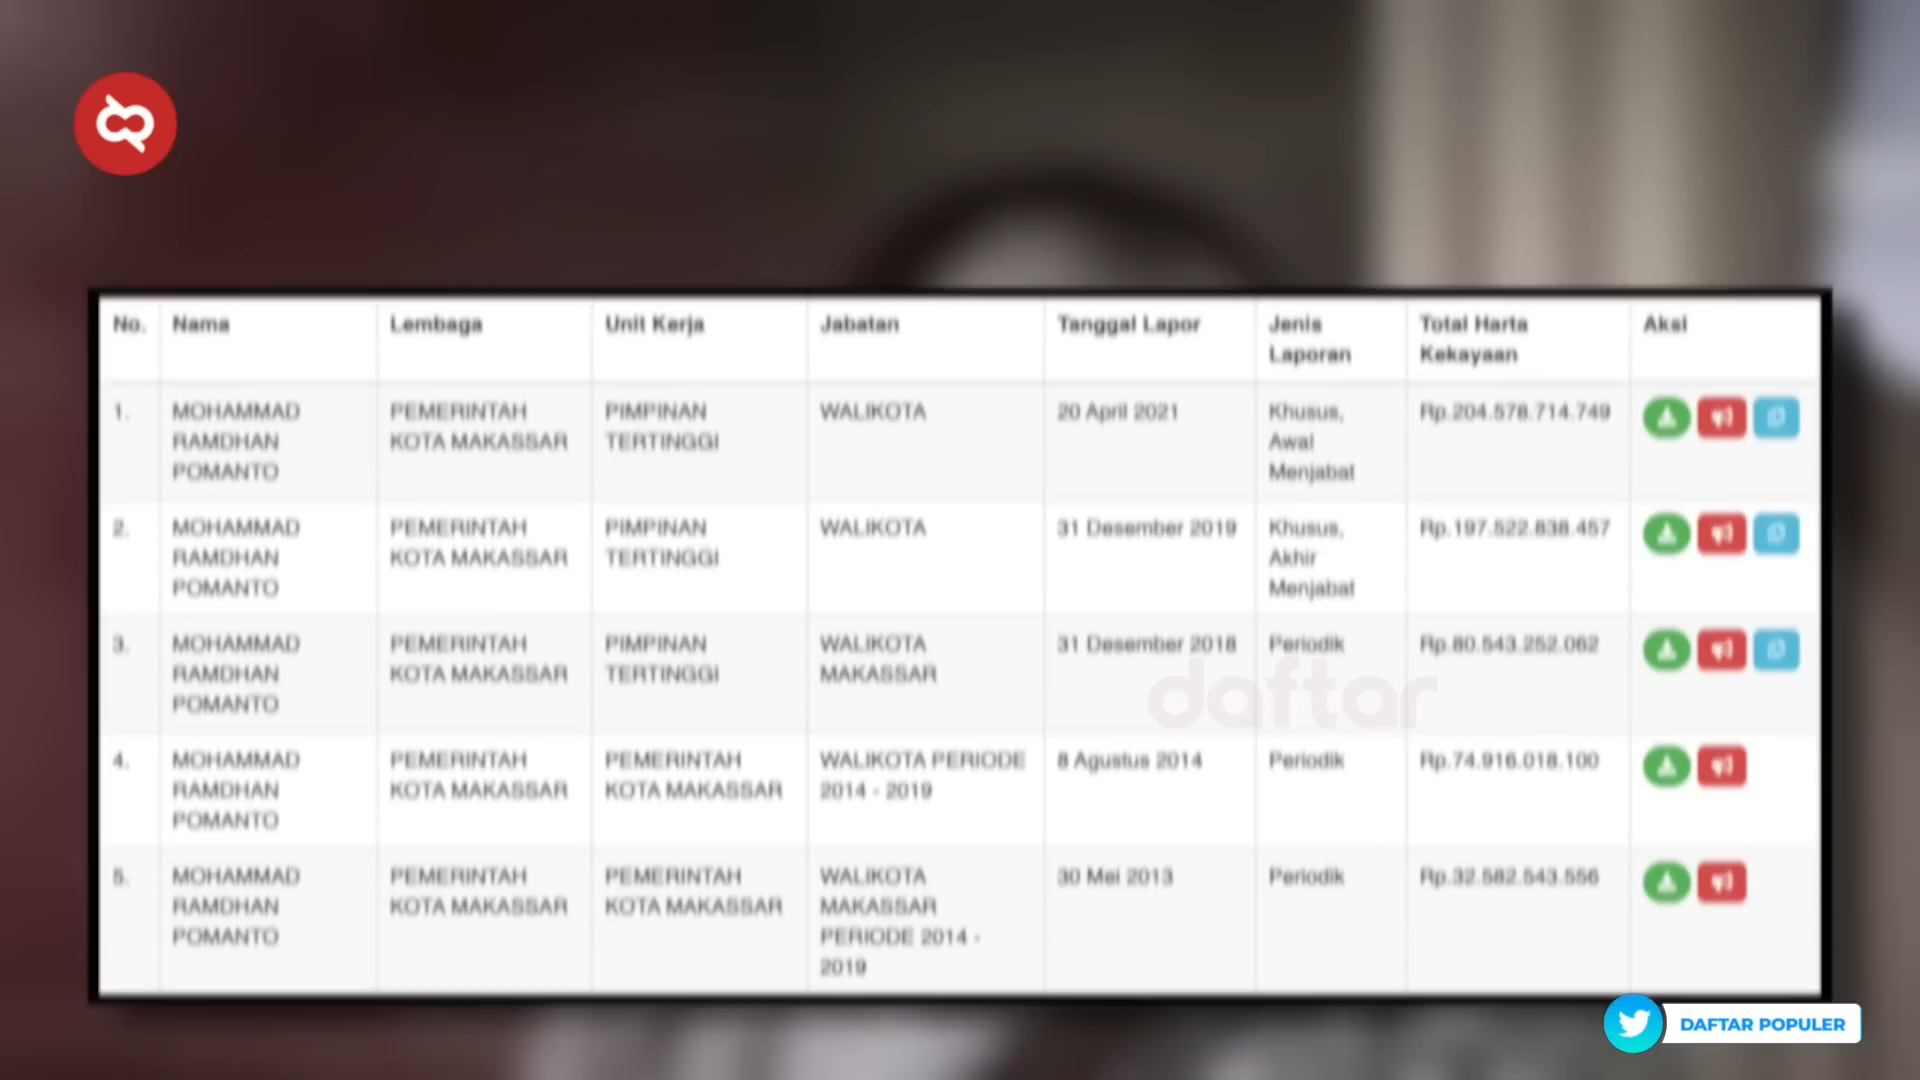 No. Nama Lembaga Unit Kerja Jabatan Tanggal Lapor Jenis Laporan Total Harta Kekayaan Aksi
1. MOHAMMAD RAMDHAN POMANTO PEMERINTAH KOTA MAKASSAR PIMPINAN TERTINGGI WALIKOTA 20 April 2021 Khusus, Awal Menjabat Rp.204.578.714.749
2. MOHAMMAD RAMDHAN POMANTO PEMERINTAH KOTA MAKASSAR PIMPINAN TERTINGGI WALIKOTA 31 Desember 2019 Khusus, Akhir Menjabat Rp.197.522.838.457
3. MOHAMMAD RAMDHAN POMANTO PEMERINTAH KOTA MAKASSAR PIMPINAN TERTINGGI WALIKOTA MAKASSAR 31 Desember 2018 Periodik Rp.80.543.252.062
4. MOHAMMAD RAMDHAN POMANTO PEMERINTAH KOTA MAKASSAR PEMERINTAH KOTA MAKASSAR WALIKOTA PERIODE 2014 - 2019 8 Agustus 2014 Periodik Rp.74.916.018.100
5. MOHAMMAD RAMDHAN POMANTO PEMERINTAH KOTA MAKASSAR PEMERINTAH KOTA MAKASSAR WALIKOTA MAKASSAR PERIODE 2014 - 2019 30 Mei 2013 Periodik Rp.32.582.543.556
daftar
DAFTAR POPULER